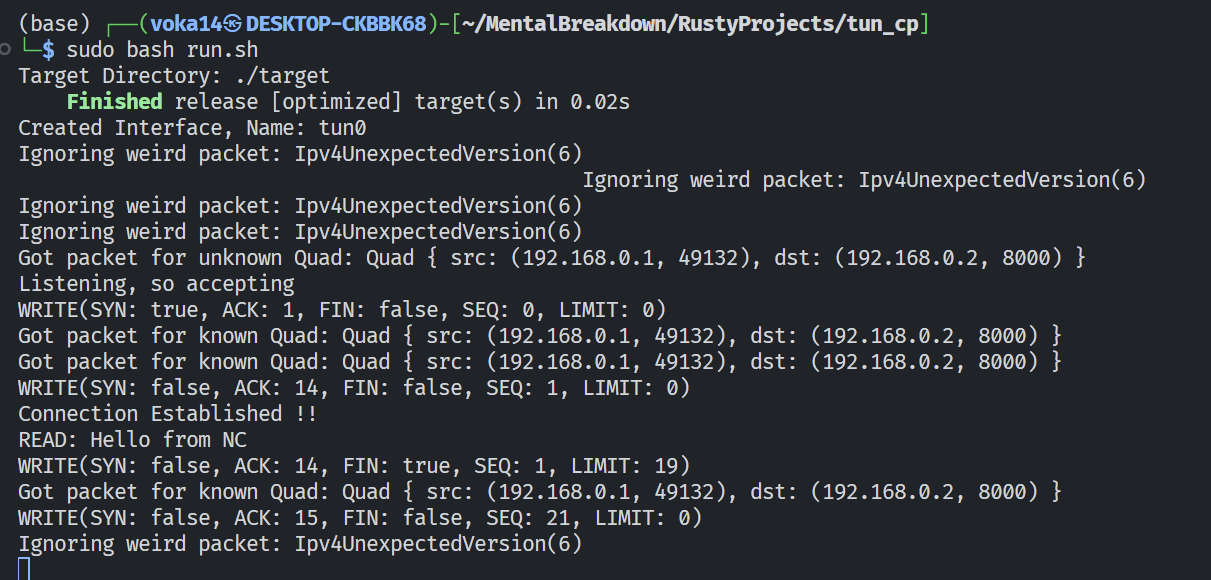 (base) ┌──(voka14㉿DESKTOP-CKBBK68)-[~/MentalBreakdown/RustyProjects/tun_cp]
└─$ sudo bash run.sh
Target Directory: ./target
    Finished release [optimized] target(s) in 0.02s
Created Interface, Name: tun0
Ignoring weird packet: Ipv4UnexpectedVersion(6)
                                               Ignoring weird packet: Ipv4UnexpectedVersion(6)
Ignoring weird packet: Ipv4UnexpectedVersion(6)
Ignoring weird packet: Ipv4UnexpectedVersion(6)
Got packet for unknown Quad: Quad { src: (192.168.0.1, 49132), dst: (192.168.0.2, 8000) }
Listening, so accepting
WRITE(SYN: true, ACK: 1, FIN: false, SEQ: 0, LIMIT: 0)
Got packet for known Quad: Quad { src: (192.168.0.1, 49132), dst: (192.168.0.2, 8000) }
Got packet for known Quad: Quad { src: (192.168.0.1, 49132), dst: (192.168.0.2, 8000) }
WRITE(SYN: false, ACK: 14, FIN: false, SEQ: 1, LIMIT: 0)
Connection Established !!
READ: Hello from NC
WRITE(SYN: false, ACK: 14, FIN: true, SEQ: 1, LIMIT: 19)
Got packet for known Quad: Quad { src: (192.168.0.1, 49132), dst: (192.168.0.2, 8000) }
WRITE(SYN: false, ACK: 15, FIN: false, SEQ: 21, LIMIT: 0)
Ignoring weird packet: Ipv4UnexpectedVersion(6)